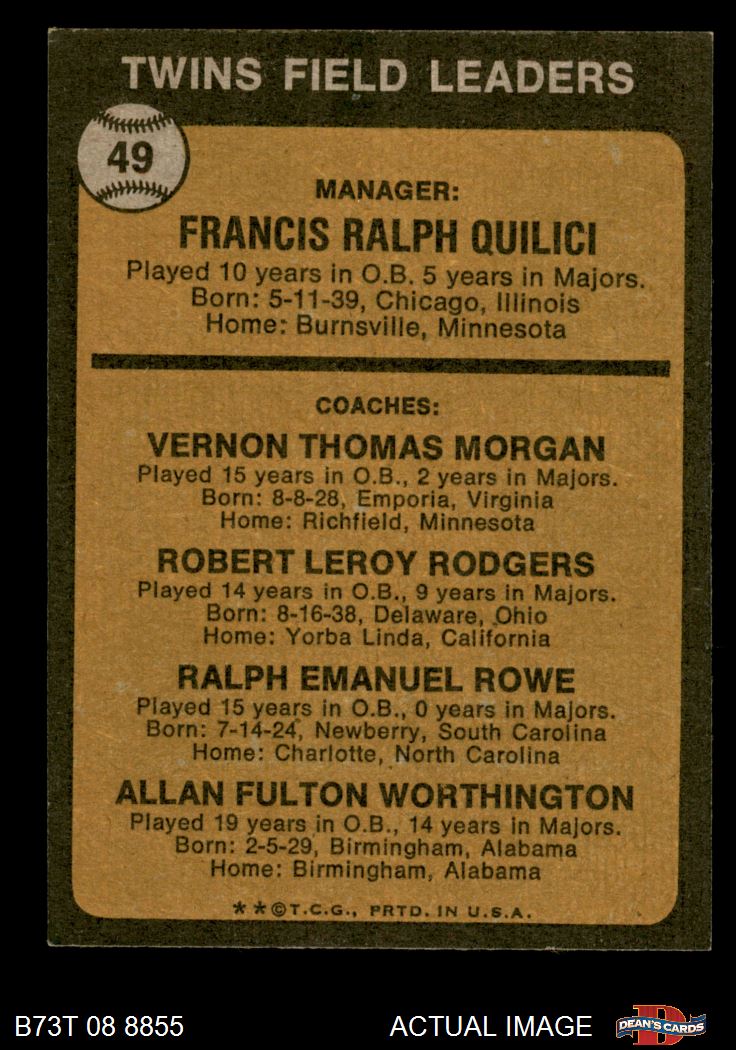 TWINS FIELD LEADERS
49
MANAGER:
FRANCIS RALPH QUILICI
Played 10 years in O.B. 5 years in Majors.
Born: 5-11-39, Chicago, Illinois
Home: Burnsville, Minnesota
COACHES:
VERNON THOMAS MORGAN
Played 15 years in O.B., 2 years in Majors.
Born: 8-8-28, Emporia, Virginia
Home: Richfield, Minnesota
ROBERT LEROY RODGERS
Played 14 years in O.B., 9 years in Majors.
Born: 8-16-38, Delaware, Ohio
Home: Yorba Linda, California
RALPH EMANUEL ROWE
Played 15 years in O.B., 0 years in Majors.
Born: 7-14-24, Newberry, South Carolina
Home: Charlotte, North Carolina
ALLAN FULTON WORTHINGTON
Played 19 years in O.B., 14 years in Majors.
Born: 2-5-29, Birmingham, Alabama
Home: Birmingham, Alabama
**©T.C.G., PRTD. IN U.S.A.
B73T 08 8855 ACTUAL IMAGE
D
DEAN'S CARDS